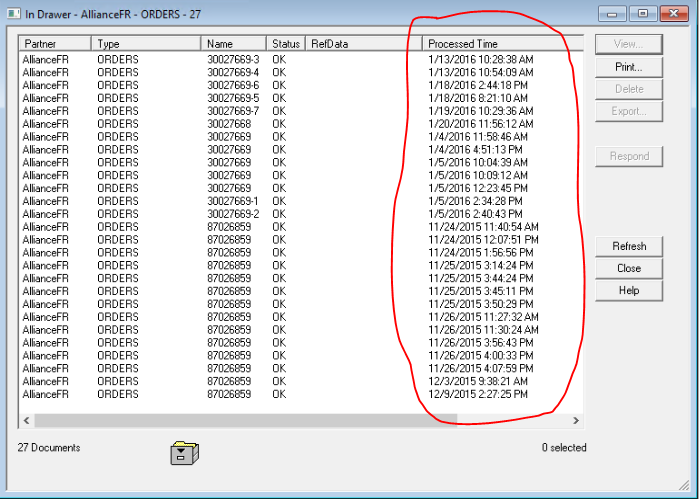 In Drawer - AllianceFR - ORDERS - 27
Partner Type Name Status RefData Processed Time
AllianceFR ORDERS 30027669-3 OK 1/13/2016 10:28:38 AM
AllianceFR ORDERS 30027669-4 OK 1/13/2016 10:54:09 AM
AllianceFR ORDERS 30027669-6 OK 1/18/2016 2:44:18 PM
AllianceFR ORDERS 30027669-5 OK 1/18/2016 8:21:10 AM
AllianceFR ORDERS 30027669-7 OK 1/19/2016 10:29:36 AM
AllianceFR ORDERS 30027668 OK 1/20/2016 11:56:12 AM
AllianceFR ORDERS 30027669 OK 1/4/2016 11:58:46 AM
AllianceFR ORDERS 30027669 OK 1/4/2016 4:51:13 PM
AllianceFR ORDERS 30027669 OK 1/5/2016 10:04:39 AM
AllianceFR ORDERS 30027669 OK 1/5/2016 10:09:12 AM
AllianceFR ORDERS 30027669 OK 1/5/2016 12:23:45 PM
AllianceFR ORDERS 30027669-1 OK 1/5/2016 2:34:28 PM
AllianceFR ORDERS 30027669-2 OK 1/5/2016 2:40:43 PM
AllianceFR ORDERS 87026859 OK 11/24/2015 11:40:54 AM
AllianceFR ORDERS 87026859 OK 11/24/2015 12:07:51 PM
AllianceFR ORDERS 87026859 OK 11/24/2015 1:56:56 PM
AllianceFR ORDERS 87026859 OK 11/25/2015 3:14:24 PM
AllianceFR ORDERS 87026859 OK 11/25/2015 3:44:24 PM
AllianceFR ORDERS 87026859 OK 11/25/2015 3:45:11 PM
AllianceFR ORDERS 87026859 OK 11/25/2015 3:50:29 PM
AllianceFR ORDERS 87026859 OK 11/26/2015 11:27:32 AM
AllianceFR ORDERS 87026859 OK 11/26/2015 11:30:24 AM
AllianceFR ORDERS 87026859 OK 11/26/2015 3:56:43 PM
AllianceFR ORDERS 87026859 OK 11/26/2015 4:00:33 PM
AllianceFR ORDERS 87026859 OK 11/26/2015 4:07:59 PM
AllianceFR ORDERS 87026859 OK 12/3/2015 9:38:21 AM
AllianceFR ORDERS 87026859 OK 12/9/2015 2:27:25 PM
View...
Print...
Delete
Export...
Respond
Refresh
Close
Help
27 Documents 0 selected